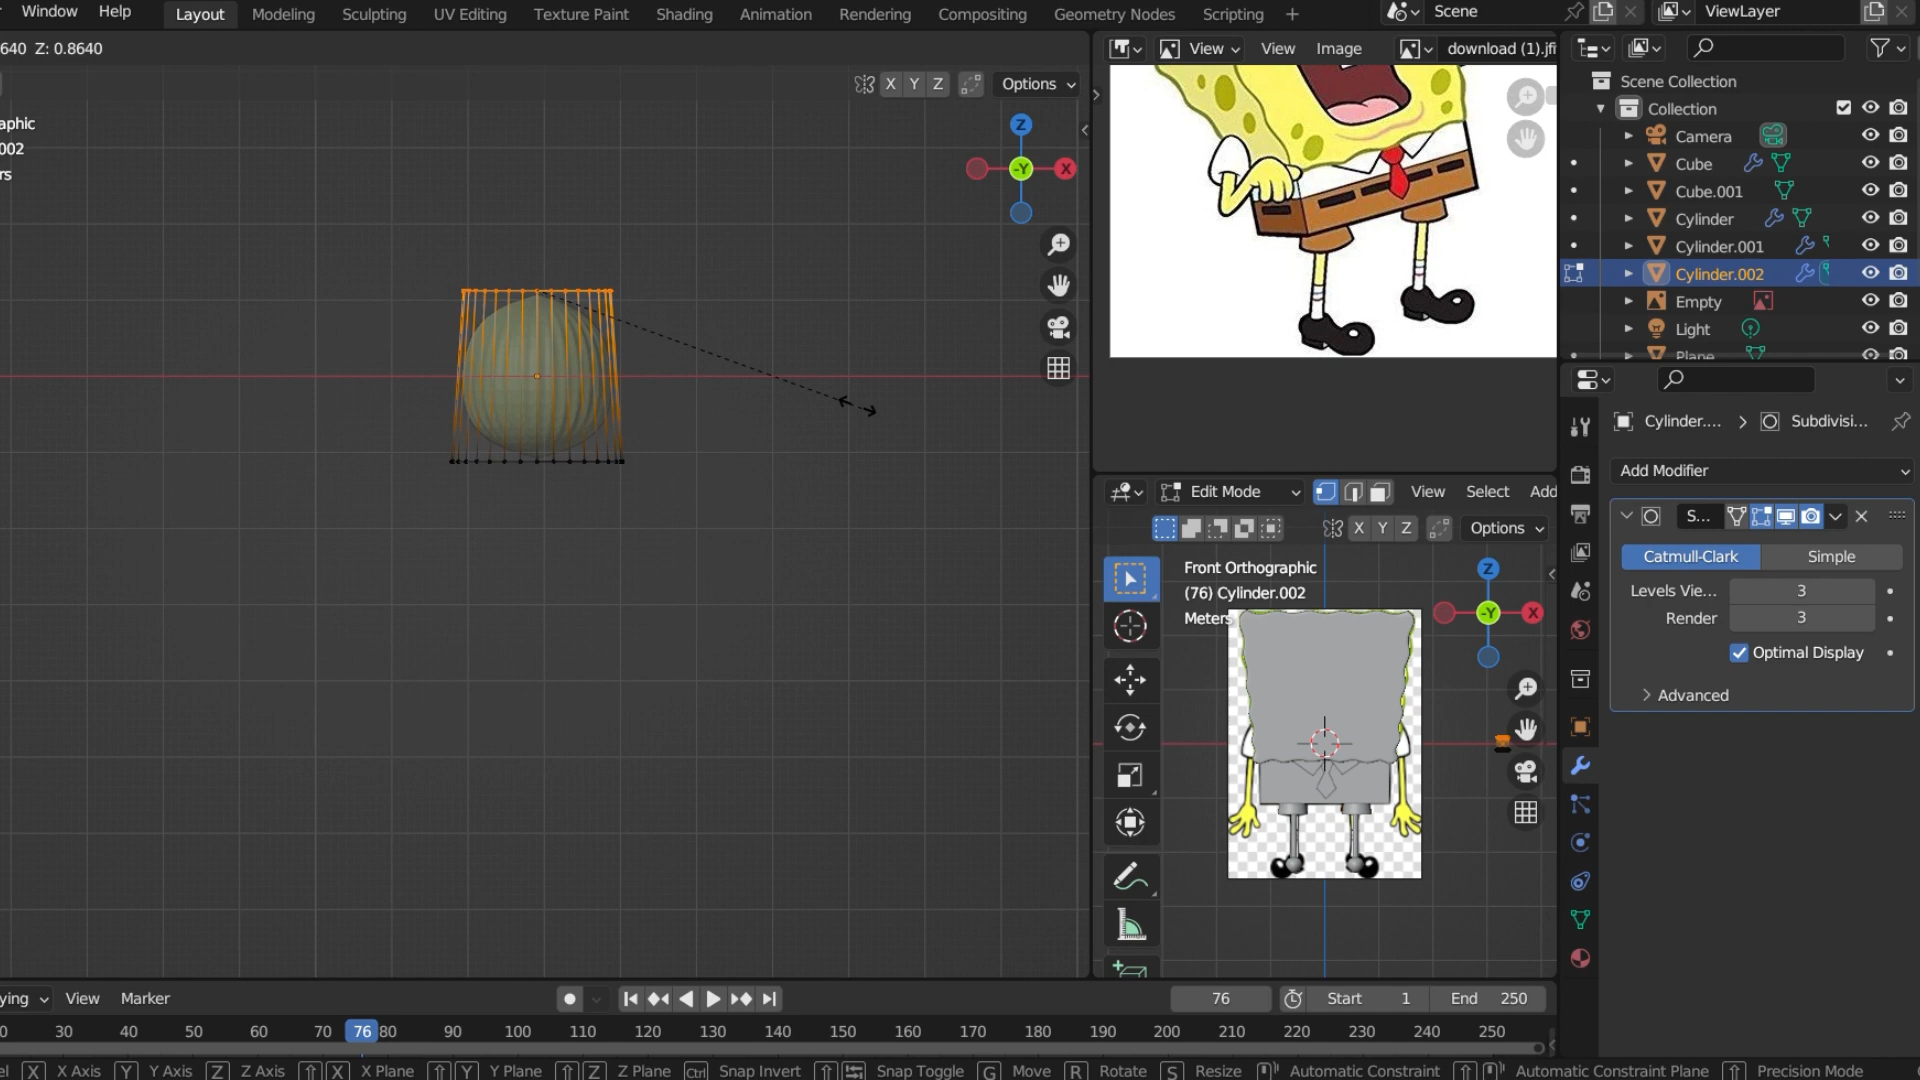 Window Help Layout Modeling Sculpting UV Editing Texture Paint Shading Animation Rendering Compositing Geometry Nodes Scripting + Scene ViewLayer
640 Z: 0.8640
View View Image download (1).jfi
X Y Z Options
Scene Collection
Collection
Camera
Cube
Cube.001
Cylinder
Cylinder.001
Cylinder.002
Empty
Light
Plane
aphic
002
rs
Z
-Y X
Cylinder.... > Subdivisi...
Add Modifier
S...
Catmull-Clark Simple
Levels Vie... 3
Render 3
Optimal Display
Advanced
Edit Mode View Select Add
X Y Z Options
Front Orthographic
(76) Cylinder.002
Meters
Z
-Y X
ying View Marker 76 Start 1 End 250
0 30 40 50 60 70 76 80 90 100 110 120 130 140 150 160 170 180 190 200 210 220 230 240 250
el X X Axis Y Y Axis Z Z Axis X X Plane Y Y Plane Z Z Plane Ctrl Snap Invert Snap Toggle G Move R Rotate S Resize Automatic Constraint Automatic Constraint Plane Precision Mode